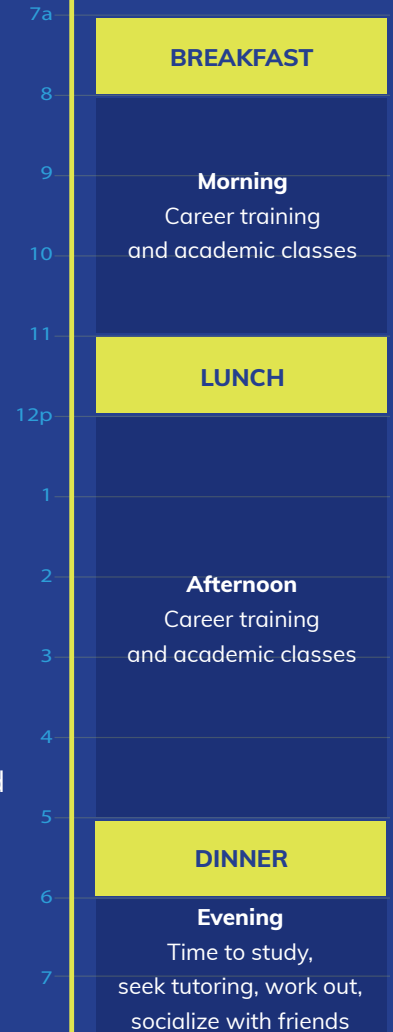 7a
BREAKFAST
8
9
Morning
Career training
and academic classes
10
11
LUNCH
12p
1
2
Afternoon
Career training
and academic classes
3
4
5
DINNER
6
Evening
Time to study,
7
seek tutoring, work out,
socialize with friends